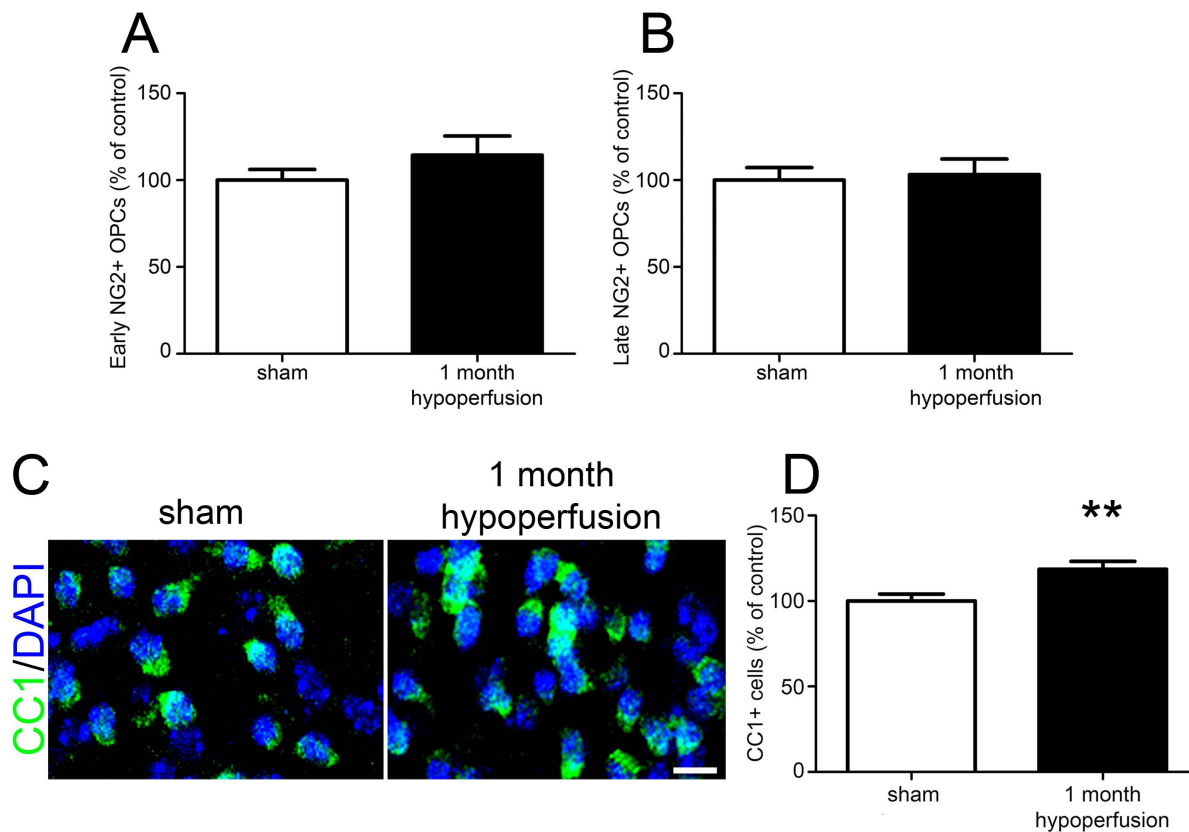 A
Early NG2+ OPCs (% of control)
150
100
50
0
sham
1 month
hypoperfusion
B
Late NG2+ OPCs (% of control)
150
100
50
0
sham
1 month
hypoperfusion
C
sham
1 month
hypoperfusion
CC1/DAPI
D
CC1+ cells (% of control)
150
100
50
0
**
sham
1 month
hypoperfusion